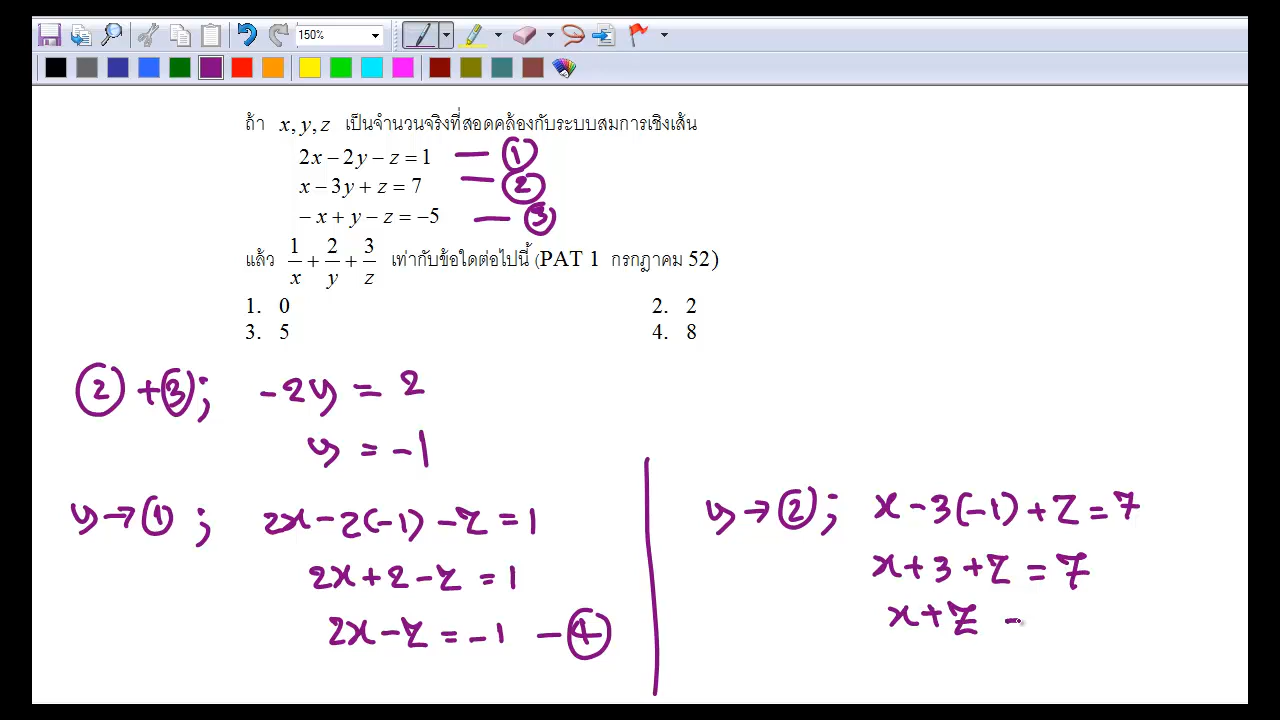 150%
ถ้า x, y, z เป็นจำนวนจริงที่สอดคล้องกับระบบสมการเชิงเส้น
2x − 2y − z = 1 — ①
x − 3y + z = 7 — ②
− x + y − z = −5 — ③
แล้ว 1/x + 2/y + 3/z เท่ากับข้อใดต่อไปนี้ (PAT 1 กรกฎาคม 52)
1. 0 2. 2
3. 5 4. 8
② + ③; -2y = 2
y = -1
y → ①; 2x - 2(-1) - z = 1
2x + 2 - z = 1
2x - z = -1 — ④
y → ②; x - 3(-1) + z = 7
x + 3 + z = 7
x + z -